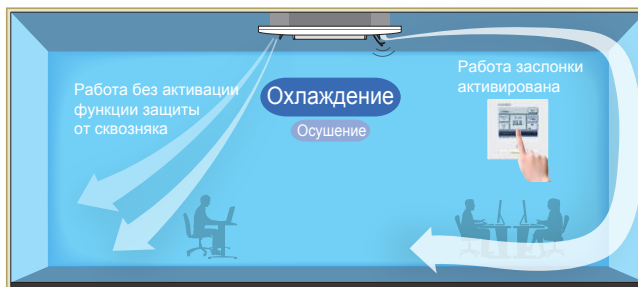 Работа без активации
функции защиты
от сквозняка
Охлаждение
Осушение
Работа заслонки
активирована